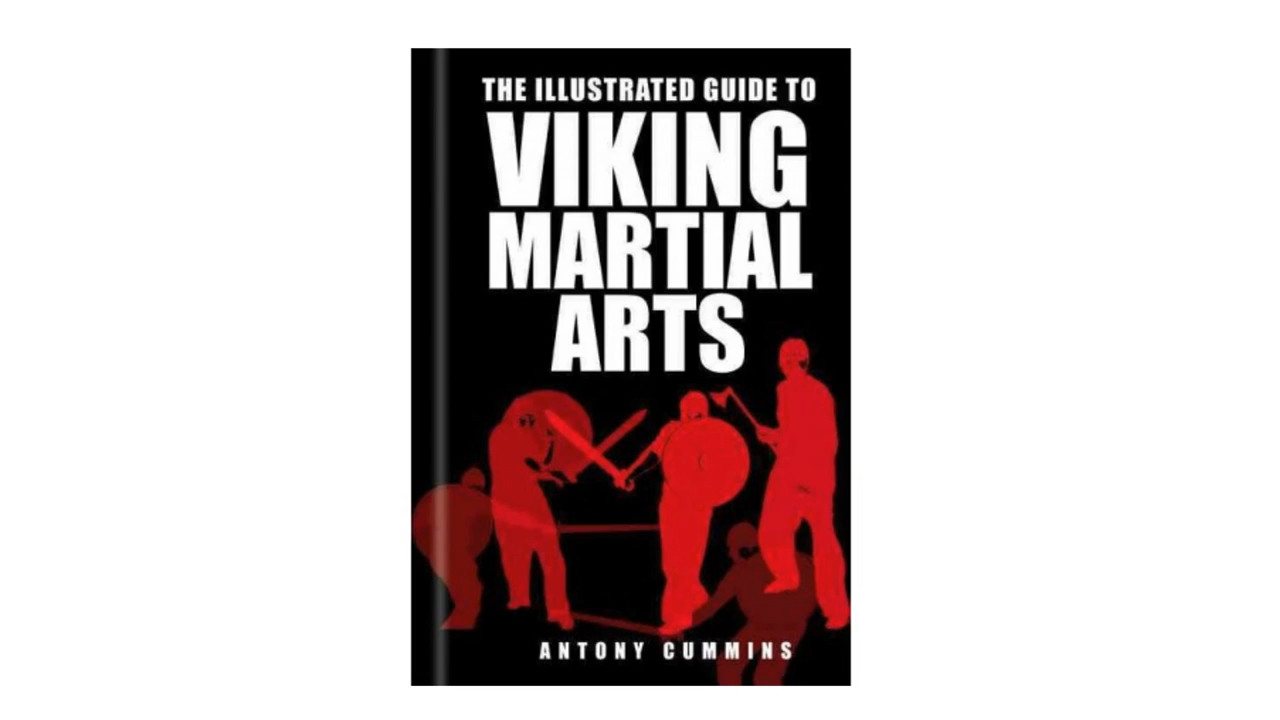 THE ILLUSTRATED GUIDE TO
VIKING
MARTIAL
ARTS
ANTONY CUMMINS